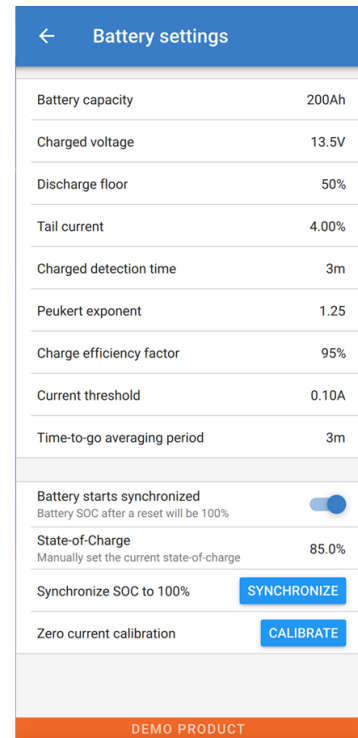 Battery settings
Battery capacity 200Ah
Charged voltage 13.5V
Discharge floor 50%
Tail current 4.00%
Charged detection time 3m
Peukert exponent 1.25
Charge efficiency factor 95%
Current threshold 0.10A
Time-to-go averaging period 3m
Battery starts synchronized
Battery SOC after a reset will be 100%
State-of-Charge 85.0%
Manually set the current state-of-charge
Synchronize SOC to 100% SYNCHRONIZE
Zero current calibration CALIBRATE
DEMO PRODUCT